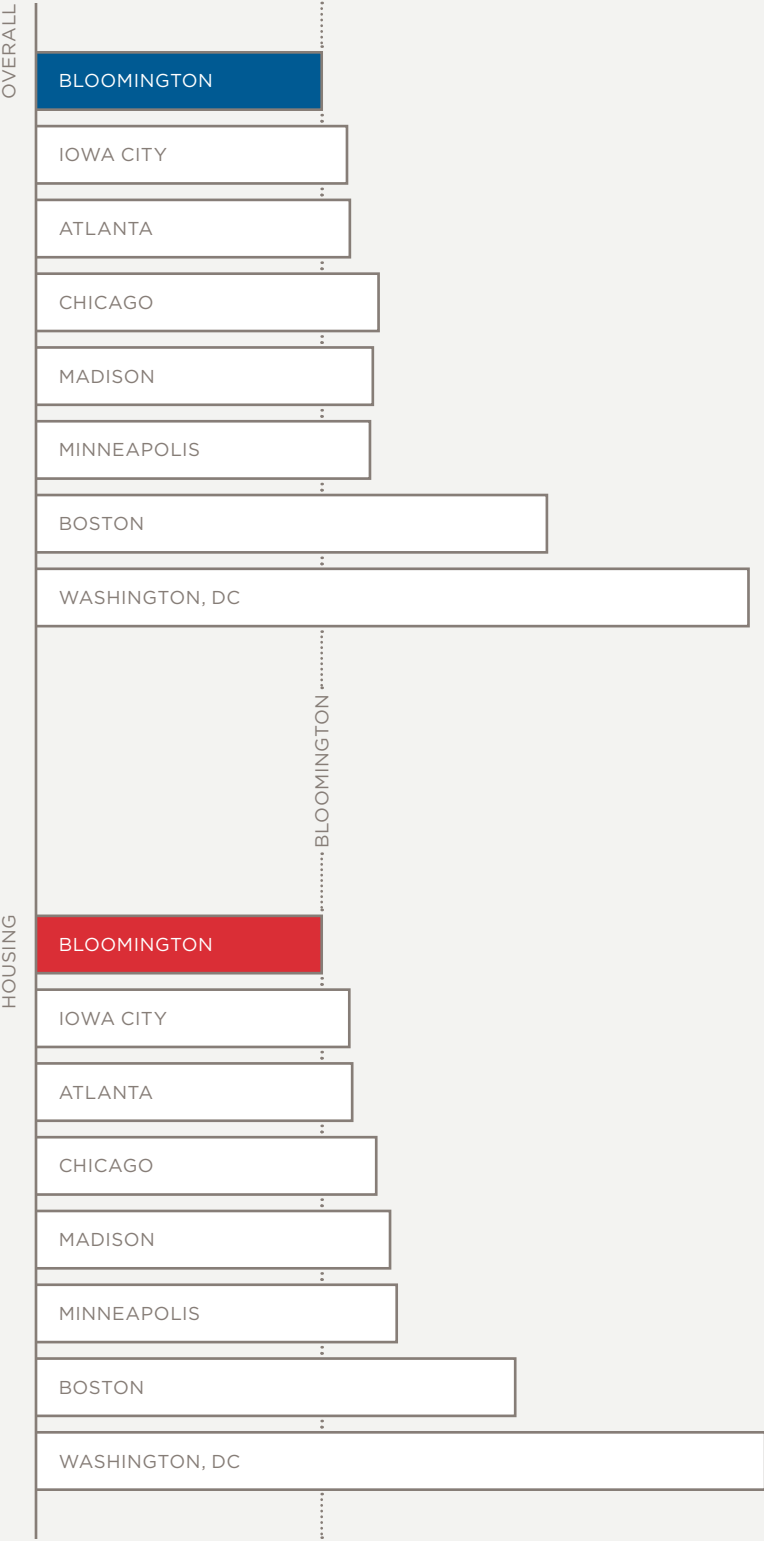 OVERALL
BLOOMINGTON
IOWA CITY
ATLANTA
CHICAGO
MADISON
MINNEAPOLIS
BOSTON
WASHINGTON, DC
BLOOMINGTON
HOUSING
BLOOMINGTON
IOWA CITY
ATLANTA
CHICAGO
MADISON
MINNEAPOLIS
BOSTON
WASHINGTON, DC